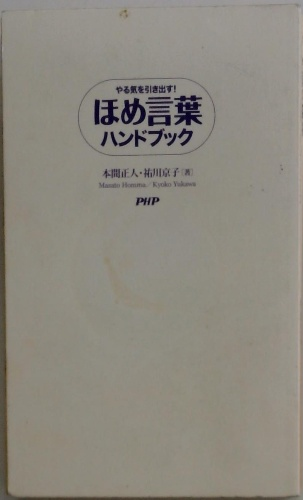 やる気を引き出す!
ほめ言葉
ハンドブック
本間正人・祐川京子[著]
Masato Homma／Kyoko Yukawa
PHP